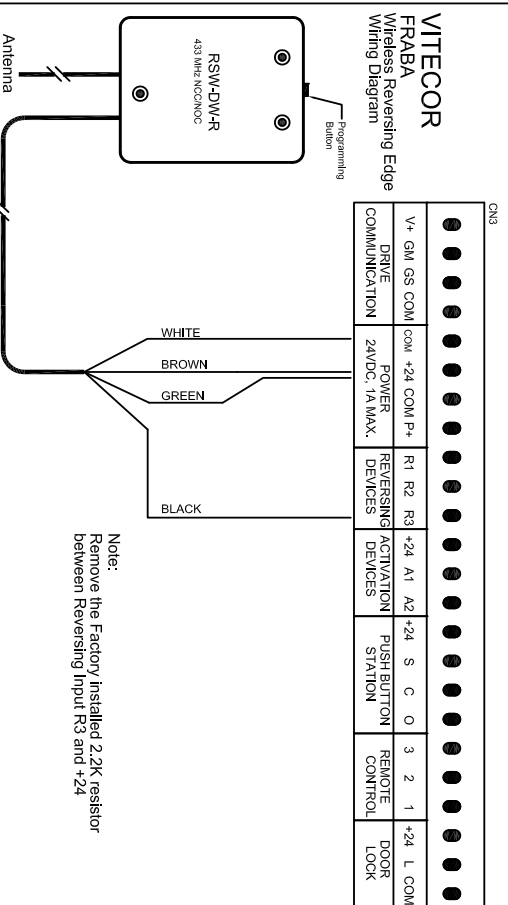 VITECOR
FRABA
Wireless Reversing Edge
Wiring Diagram
Programming
Button
RSW-DW-R
433 MHz NCC/NOC
Antenna
CN3
V+ GM GS COM
DRIVE
COMMUNICATION
COM +24 COM P+
POWER
24VDC, 1A MAX.
R1 R2 R3
REVERSING
DEVICES
+24 A1 A2
ACTIVATION
DEVICES
+24 S C O
PUSH BUTTON
STATION
3 2 1
REMOTE
CONTROL
+24 L COM
DOOR
LOCK
WHITE
BROWN
GREEN
BLACK
Note:
Remove the Factory installed 2.2K resistor
between Reversing Input R3 and +24